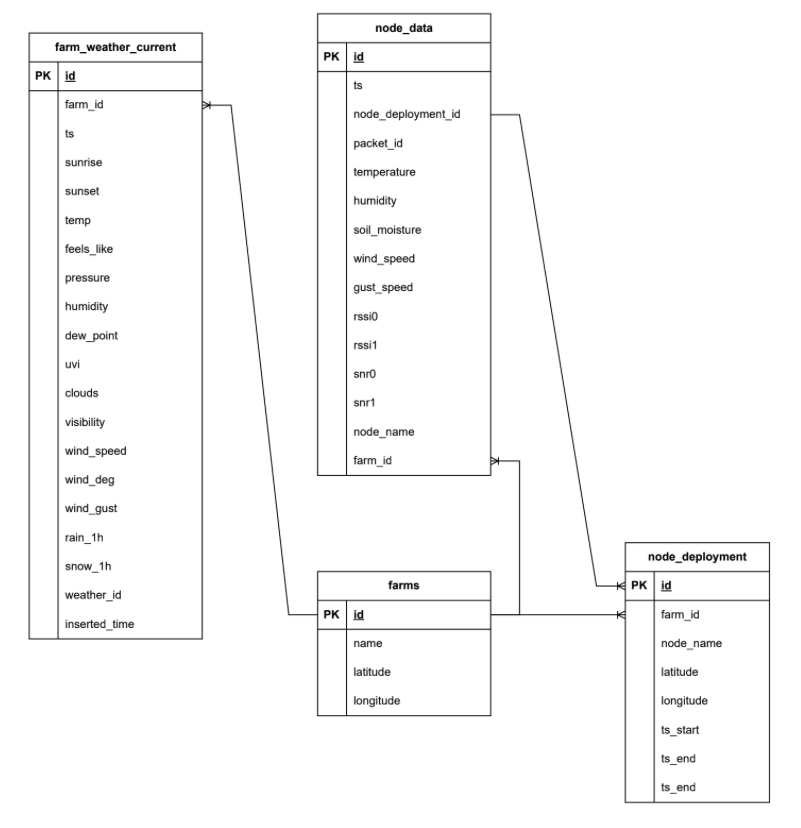 farm_weather_current
PK id
farm_id
ts
sunrise
sunset
temp
feels_like
pressure
humidity
dew_point
uvi
clouds
visibility
wind_speed
wind_deg
wind_gust
rain_1h
snow_1h
weather_id
inserted_time
node_data
PK id
ts
node_deployment_id
packet_id
temperature
humidity
soil_moisture
wind_speed
gust_speed
rssi0
rssi1
snr0
snr1
node_name
farm_id
farms
PK id
name
latitude
longitude
node_deployment
PK id
farm_id
node_name
latitude
longitude
ts_start
ts_end
ts_end